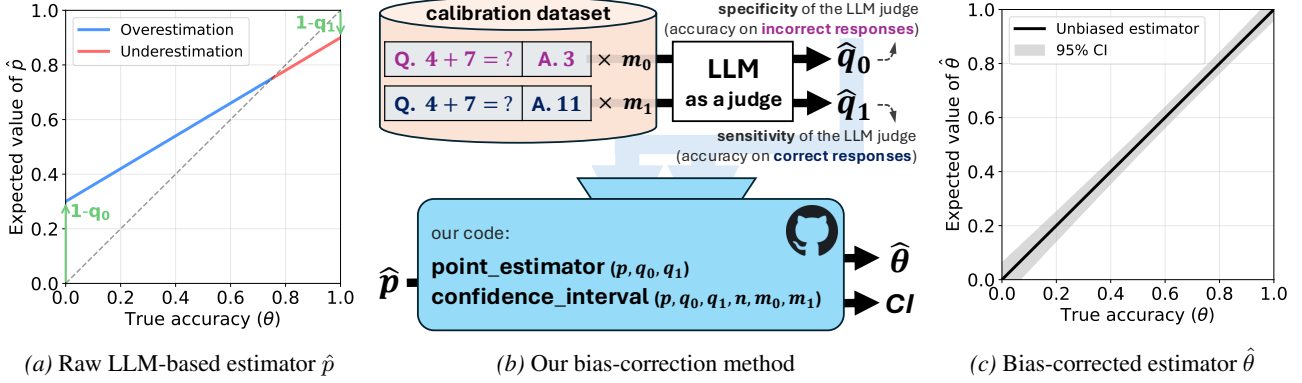 1-q₁
Overestimation
Underestimation
Expected value of p̂
1.0
0.8
0.6
0.4
0.2
0.0
1-q₀
0.0 0.2 0.4 0.6 0.8 1.0
True accuracy (θ)
(a) Raw LLM-based estimator p̂
calibration dataset
Q. 4 + 7 = ? A. 3 × m₀
Q. 4 + 7 = ? A. 11 × m₁
LLM
as a judge
specificity of the LLM judge
(accuracy on incorrect responses)
q̂₀
q̂₁
sensitivity of the LLM judge
(accuracy on correct responses)
our code:
point_estimator (p, q₀, q₁)
confidence_interval (p, q₀, q₁, n, m₀, m₁)
p̂
θ̂
CI
(b) Our bias-correction method
Unbiased estimator
95% CI
Expected value of θ̂
1.0
0.8
0.6
0.4
0.2
0.0
0.0 0.2 0.4 0.6 0.8 1.0
True accuracy (θ)
(c) Bias-corrected estimator θ̂